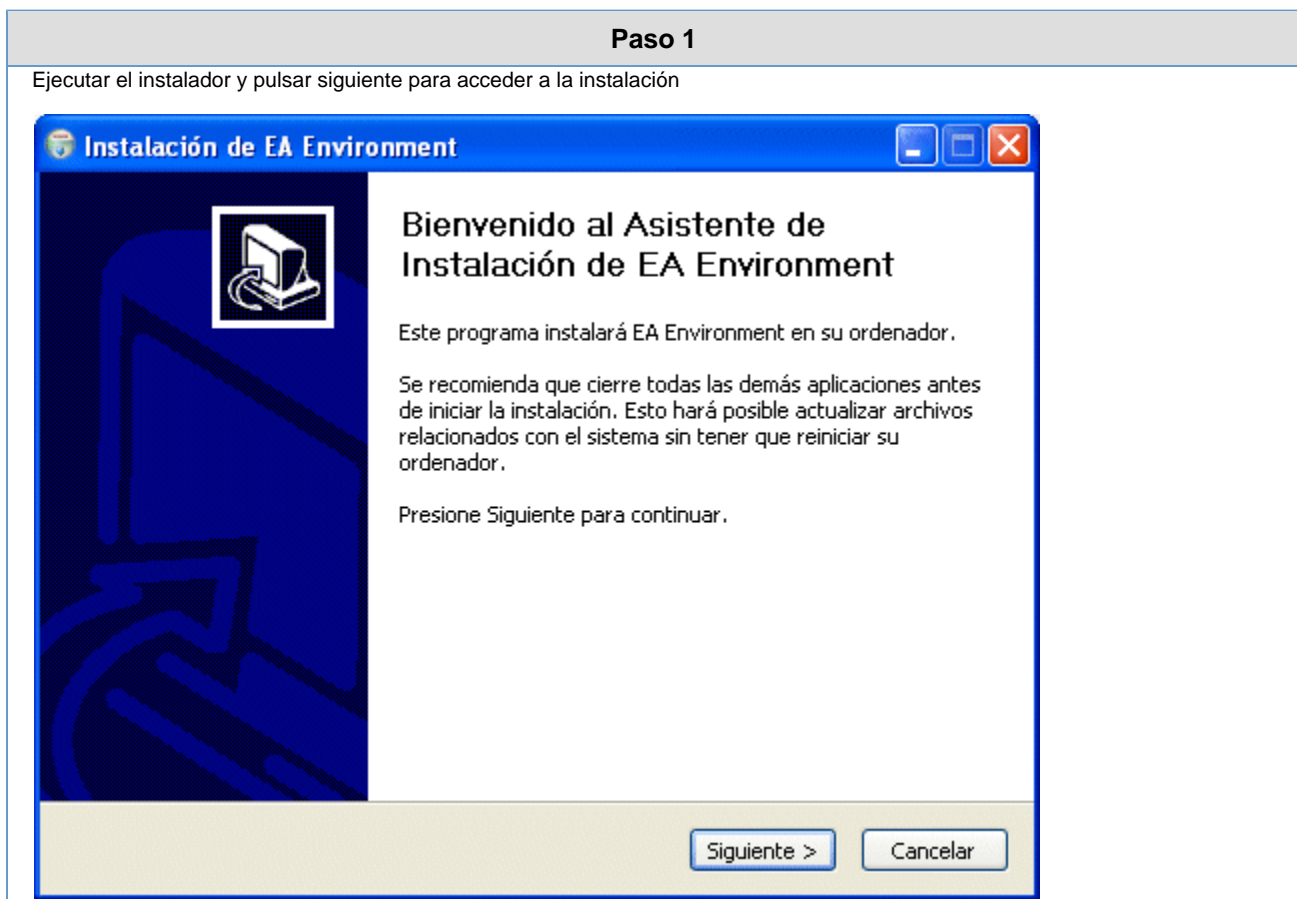 Paso 1
Ejecutar el instalador y pulsar siguiente para acceder a la instalación
Instalación de EA Environment
Bienvenido al Asistente de
Instalación de EA Environment
Este programa instalará EA Environment en su ordenador.
Se recomienda que cierre todas las demás aplicaciones antes
de iniciar la instalación. Esto hará posible actualizar archivos
relacionados con el sistema sin tener que reiniciar su
ordenador.
Presione Siguiente para continuar.
Siguiente >
Cancelar